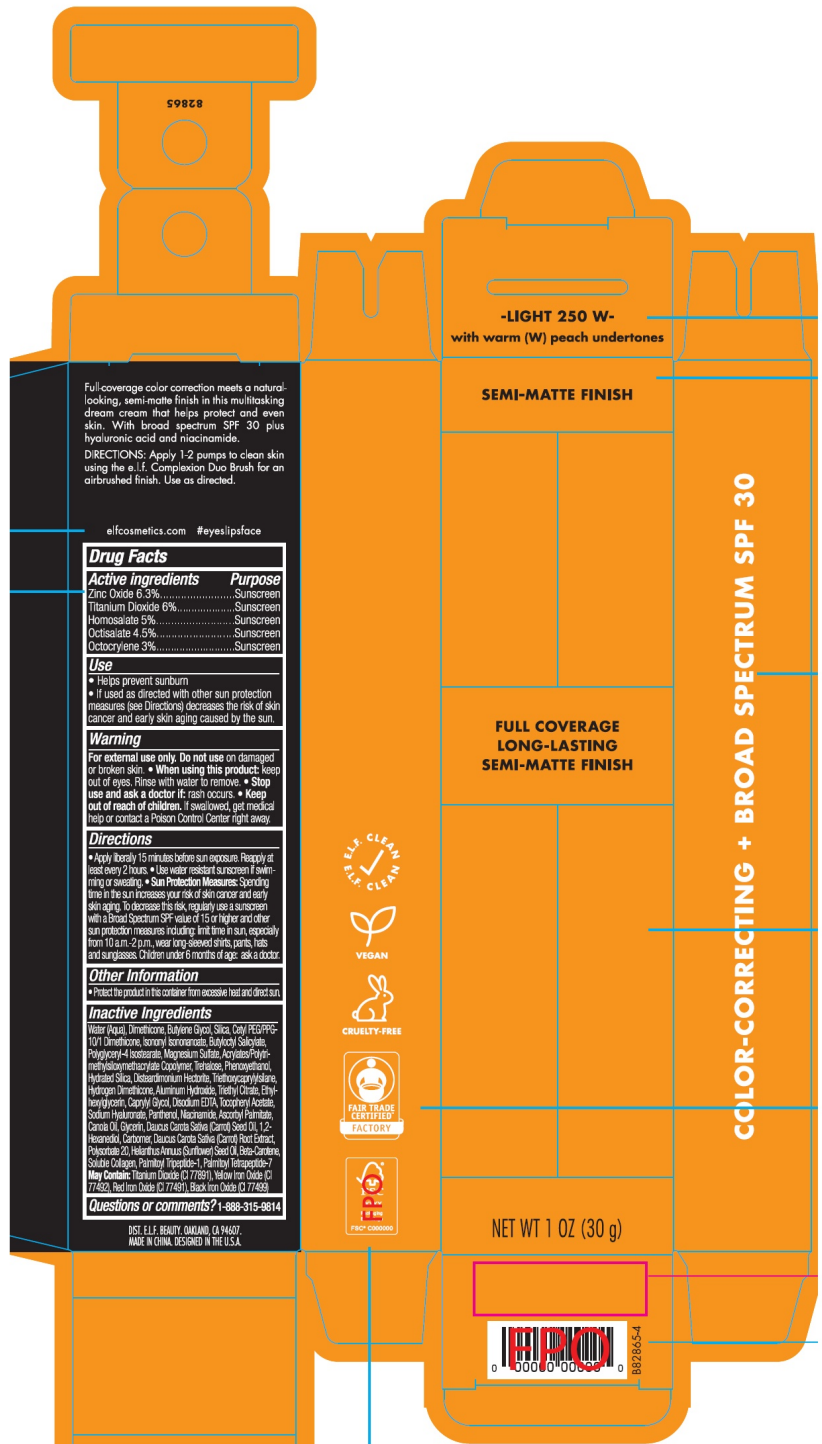 82865
Full-coverage color correction meets a natural-
looking, semi-matte finish in this multitasking
dream cream that helps protect and even
skin. With broad spectrum SPF 30 plus
hyaluronic acid and niacinamide.
DIRECTIONS: Apply 1-2 pumps to clean skin
using the e.l.f. Complexion Duo Brush for an
airbrushed finish. Use as directed.
elfcosmetics.com #eyeslipsface
Drug Facts
Active ingredients Purpose
Zinc Oxide 6.3%.........................Sunscreen
Titanium Dioxide 6%...................Sunscreen
Homosalate 5%..........................Sunscreen
Octisalate 4.5%..........................Sunscreen
Octocrylene 3%..........................Sunscreen
Use
• Helps prevent sunburn
• If used as directed with other sun protection
measures (see Directions) decreases the risk of skin
cancer and early skin aging caused by the sun.
Warning
For external use only. Do not use on damaged
or broken skin. • When using this product: keep
out of eyes. Rinse with water to remove. • Stop
use and ask a doctor if: rash occurs. • Keep
out of reach of children. If swallowed, get medical
help or contact a Poison Control Center right away.
Directions
• Apply liberally 15 minutes before sun exposure. Reapply at
least every 2 hours. • Use water resistant sunscreen if swim-
ming or sweating. • Sun Protection Measures: Spending
time in the sun increases your risk of skin cancer and early
skin aging. To decrease this risk, regularly use a sunscreen
with a Broad Spectrum SPF value of 15 or higher and other
sun protection measures including: limit time in sun, especially
from 10 a.m.-2 p.m., wear long-sleeved shirts, pants, hats
and sunglasses. Children under 6 months of age: ask a doctor.
Other Information
• Protect the product in this container from excessive heat and direct sun.
Inactive Ingredients
Water (Aqua), Dimethicone, Butylene Glycol, Silica, Cetyl PEG/PPG-
10/1 Dimethicone, Isononyl Isononanoate, Butyloctyl Salicylate,
Polyglyceryl-4 Isostearate, Magnesium Sulfate, Acrylates/Polytri-
methylsiloxymethacrylate Copolymer, Trehalose, Phenoxyethanol,
Hydrated Silica, Disteardimonium Hectorite, Triethoxycaprylylsilane,
Hydrogen Dimethicone, Aluminum Hydroxide, Triethyl Citrate, Ethyl-
hexylglycerin, Caprylyl Glycol, Disodium EDTA, Tocopheryl Acetate,
Sodium Hyaluronate, Panthenol, Niacinamide, Ascorbyl Palmitate,
Canola Oil, Glycerin, Daucus Carota Sativa (Carrot) Seed Oil, 1,2-
Hexanediol, Carbomer, Daucus Carota Sativa (Carrot) Root Extract,
Polysorbate 20, Helianthus Annuus (Sunflower) Seed Oil, Beta-Carotene,
Soluble Collagen, Palmitoyl Tripeptide-1, Palmitoyl Tetrapeptide-7
May Contain: Titanium Dioxide (CI 77891), Yellow Iron Oxide (CI
77492), Red Iron Oxide (CI 77491), Black Iron Oxide (CI 77499)
Questions or comments? 1-888-315-9814
DIST. E.L.F. BEAUTY. OAKLAND, CA 94607.
MADE IN CHINA. DESIGNED IN THE U.S.A.
E.L.F. CLEAN
E.L.F. CLEAN
VEGAN
CRUELTY-FREE
FAIR TRADE
CERTIFIED
FACTORY
FPO
FSC® C000000
-LIGHT 250 W-
with warm (W) peach undertones
SEMI-MATTE FINISH
FULL COVERAGE
LONG-LASTING
SEMI-MATTE FINISH
NET WT 1 OZ (30 g)
FPO
0 00000 00000 0
B82865-4
COLOR-CORRECTING + BROAD SPECTRUM SPF 30